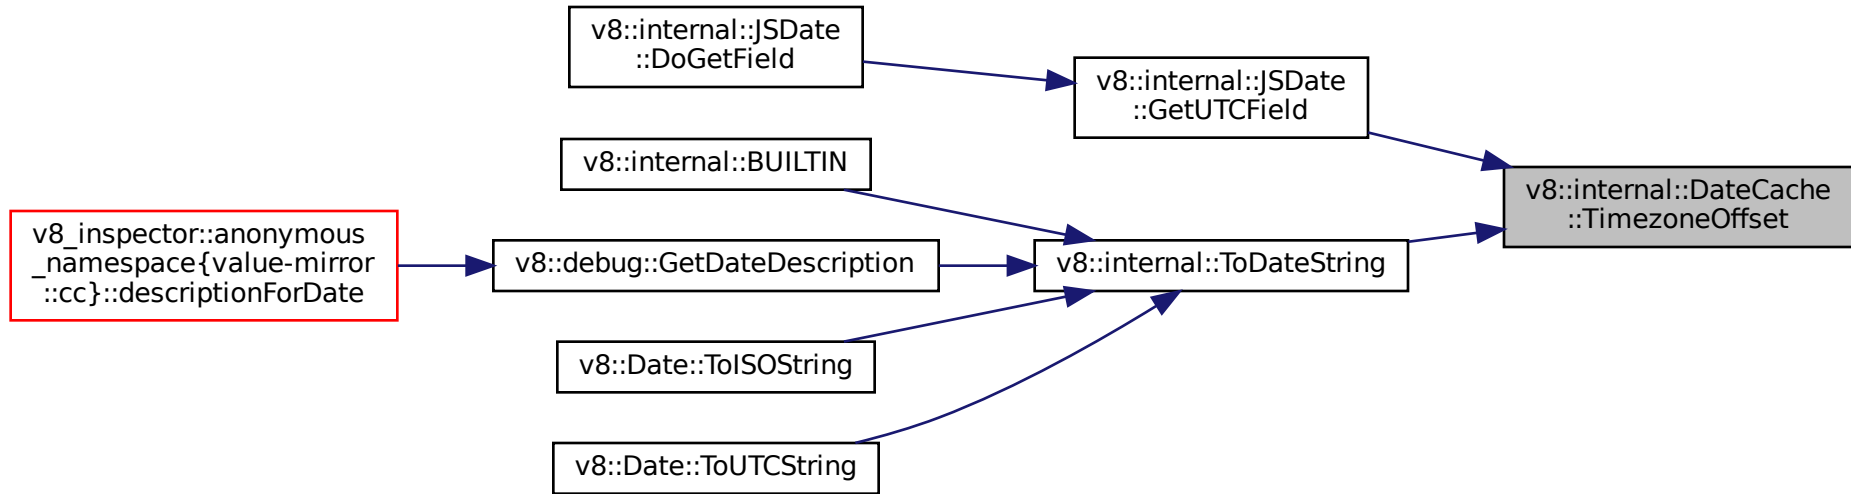 v8::internal::JSDate
::DoGetField
v8::internal::JSDate
::GetUTCField
v8::internal::BUILTIN
v8::internal::DateCache
::TimezoneOffset
v8_inspector::anonymous
_namespace{value-mirror
::cc}::descriptionForDate
v8::debug::GetDateDescription
v8::internal::ToDateString
v8::Date::ToISOString
v8::Date::ToUTCString